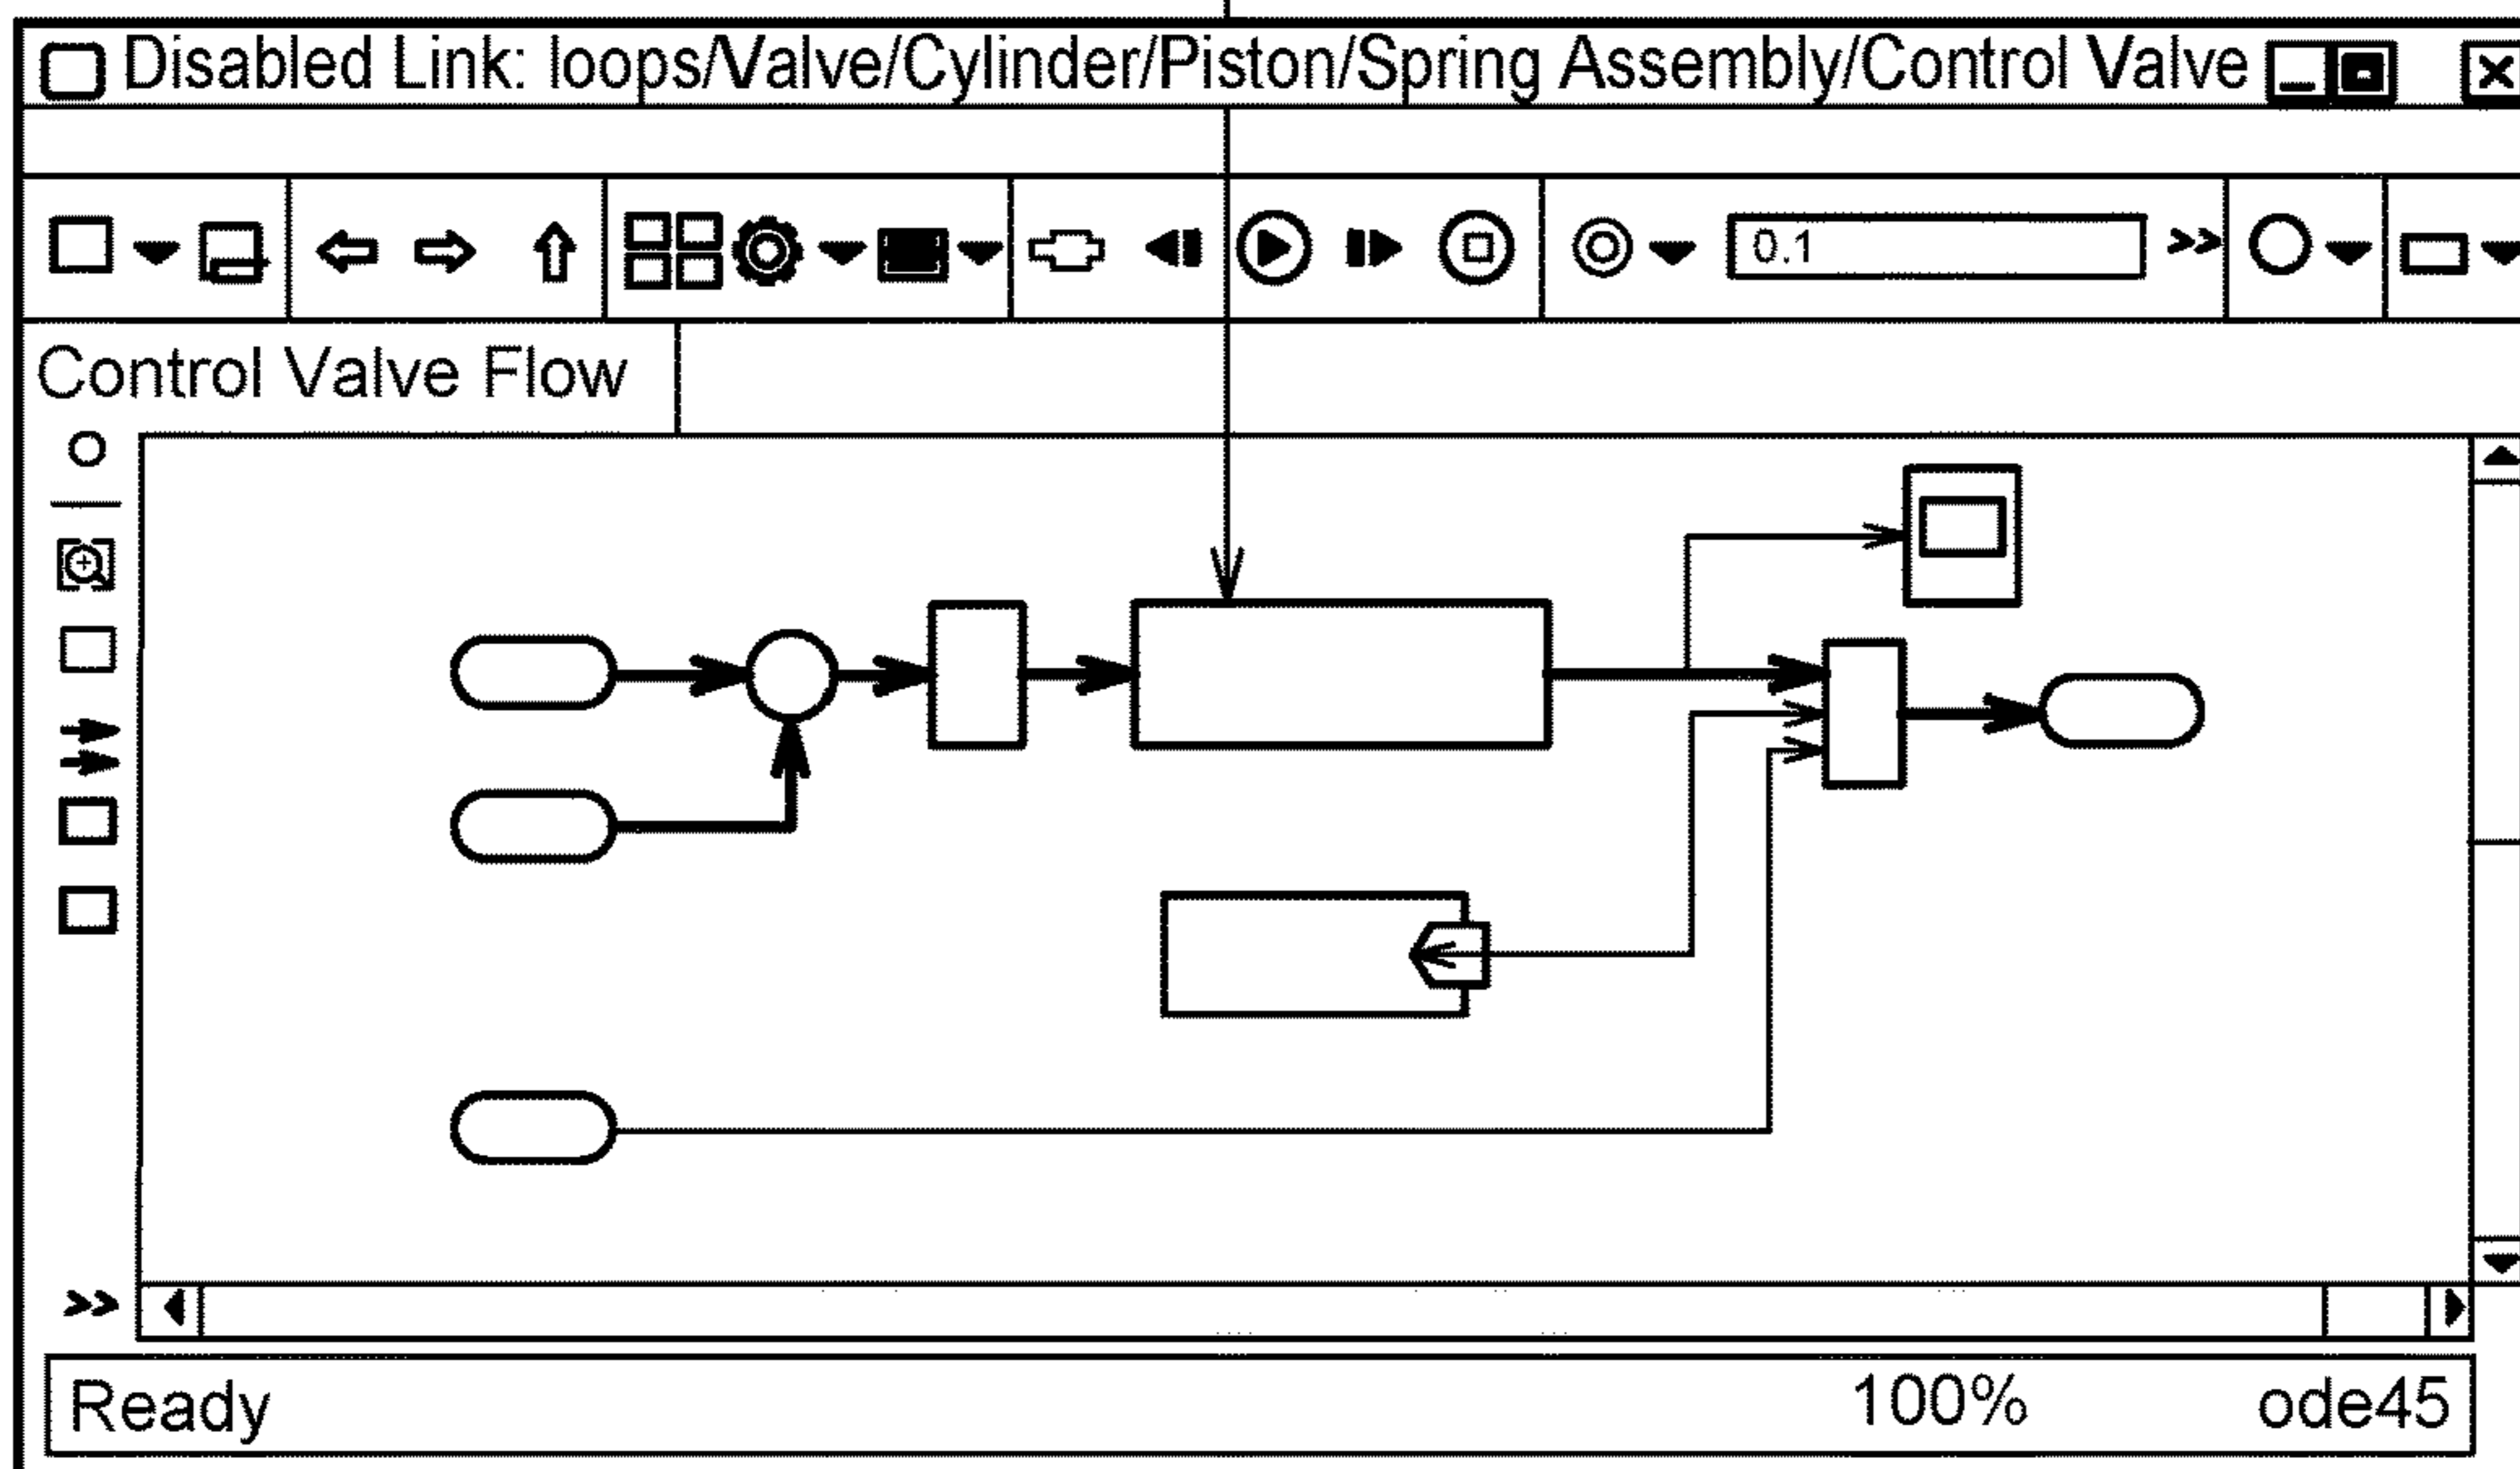 Disabled Link: loops/Valve/Cylinder/Piston/Spring Assembly/Control Valve
0.1
Control Valve Flow
Ready 100% ode45